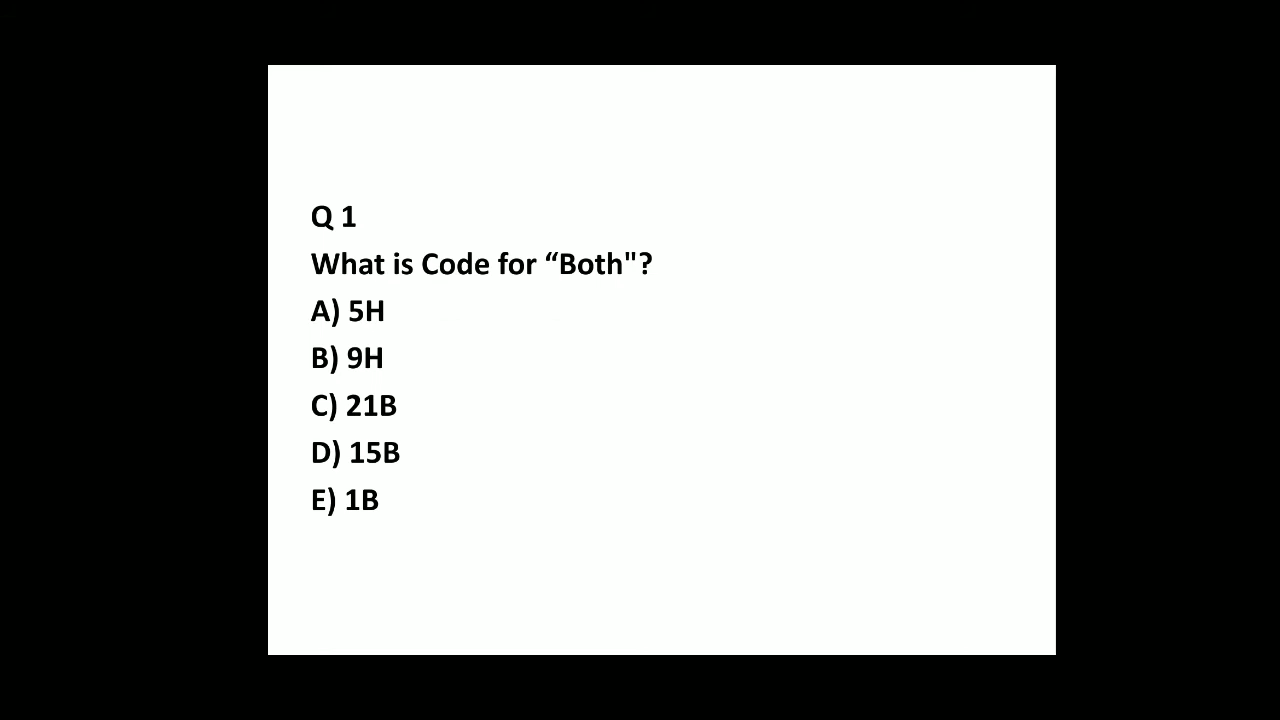 Q 1
What is Code for “Both"?
A) 5H
B) 9H
C) 21B
D) 15B
E) 1B